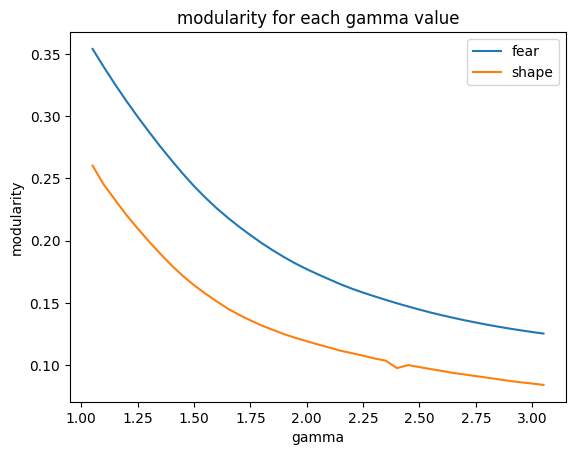 modularity for each gamma value
fear
shape
modularity
0.35
0.30
0.25
0.20
0.15
0.10
1.00 1.25 1.50 1.75 2.00 2.25 2.50 2.75 3.00
gamma